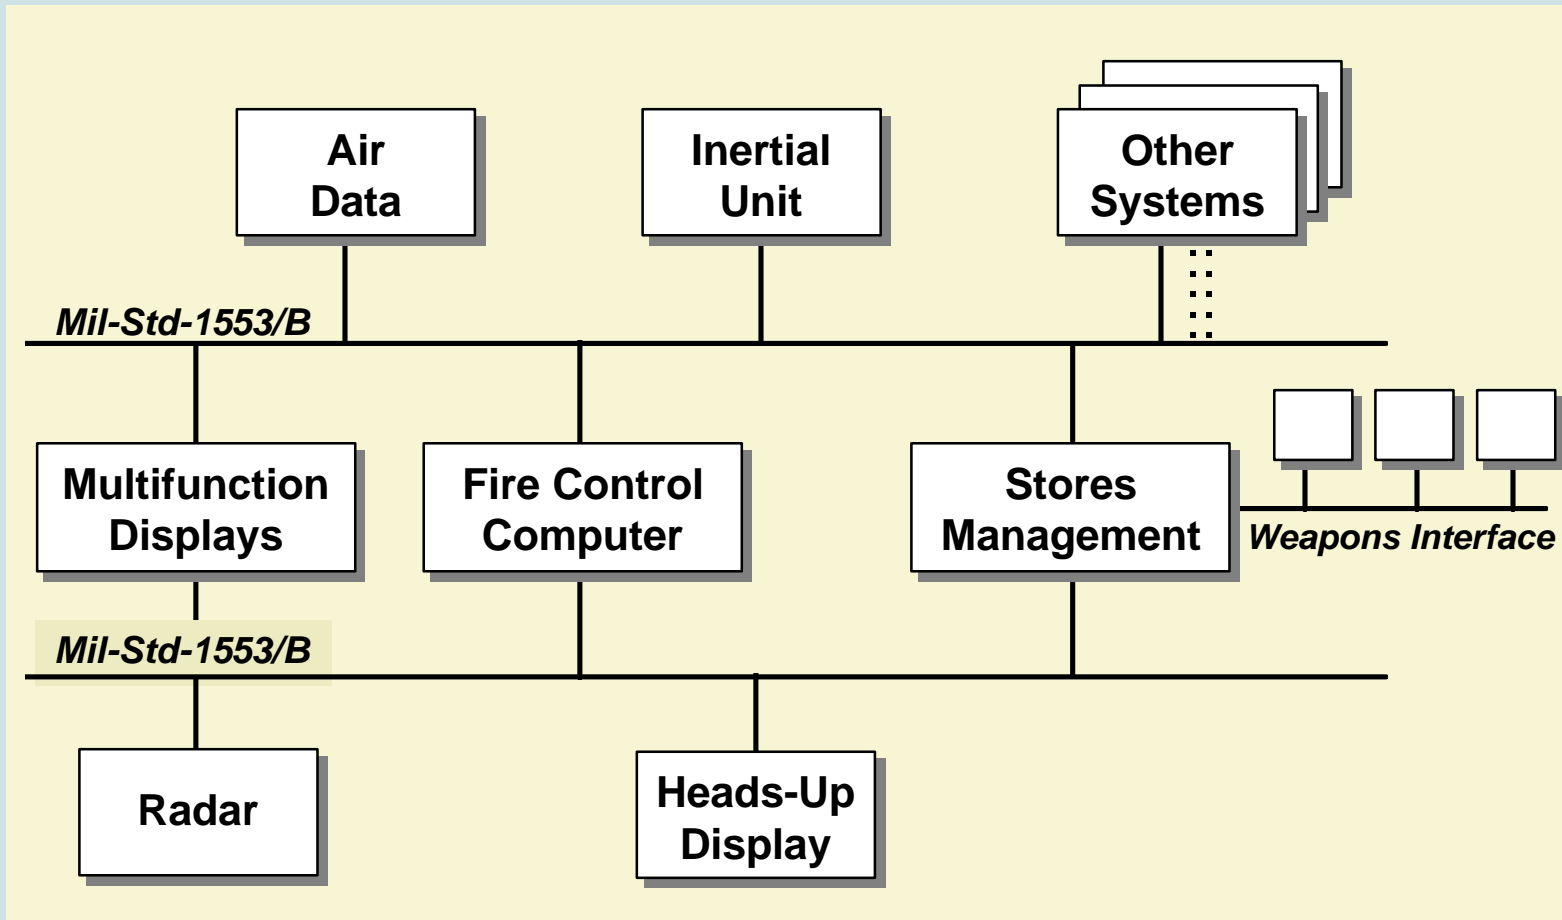 Air
Data
Inertial
Unit
Other
Systems
Mil-Std-1553/B
Multifunction
Displays
Fire Control
Computer
Stores
Management
Weapons Interface
Mil-Std-1553/B
Radar
Heads-Up
Display